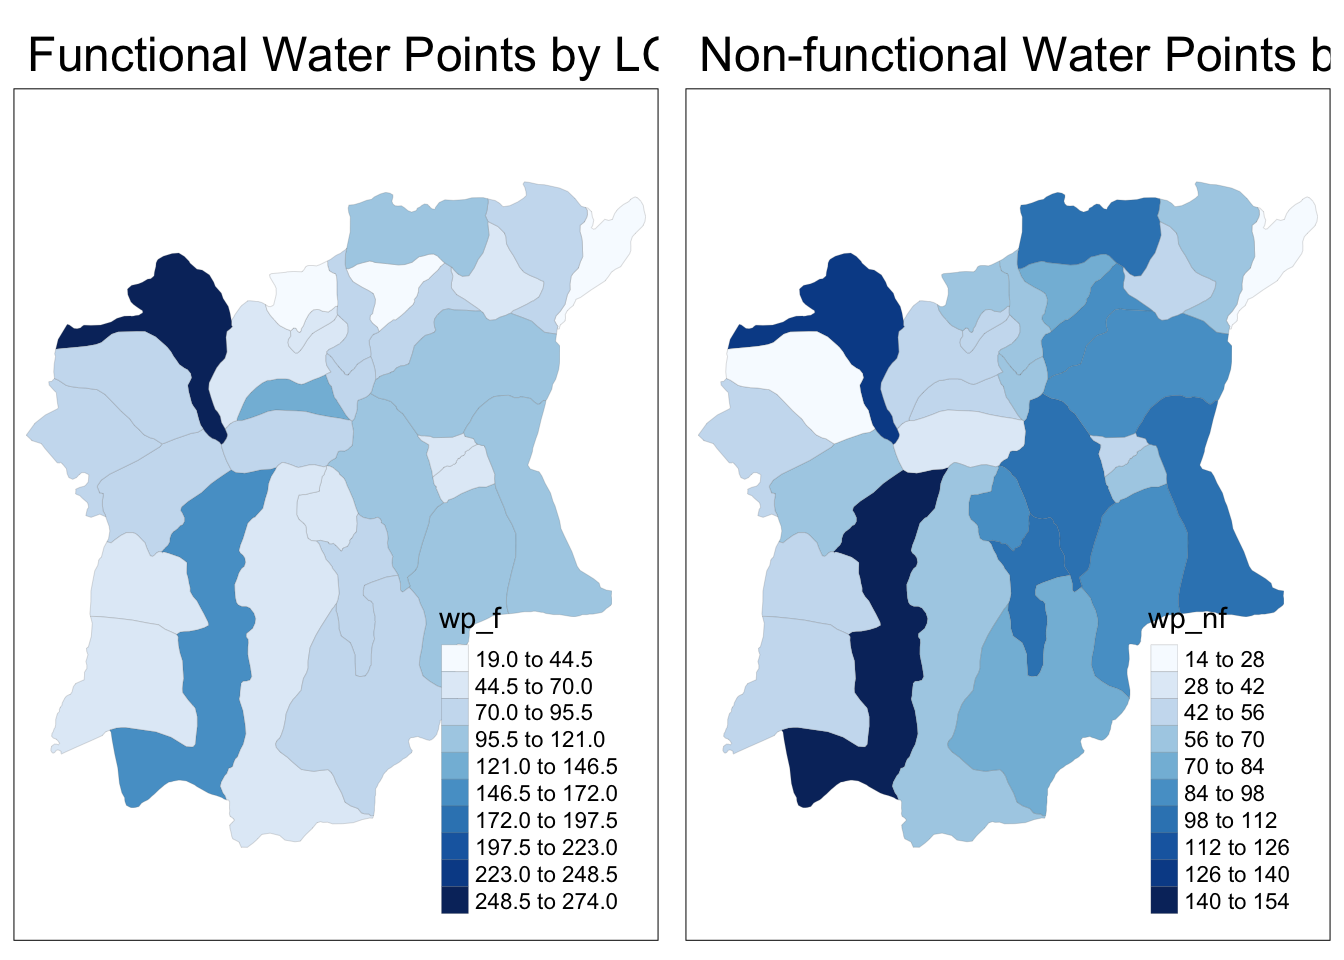 Functional Water Points by LG
Non-functional Water Points b
wp_f
19.0 to 44.5
44.5 to 70.0
70.0 to 95.5
95.5 to 121.0
121.0 to 146.5
146.5 to 172.0
172.0 to 197.5
197.5 to 223.0
223.0 to 248.5
248.5 to 274.0
wp_nf
14 to 28
28 to 42
42 to 56
56 to 70
70 to 84
84 to 98
98 to 112
112 to 126
126 to 140
140 to 154